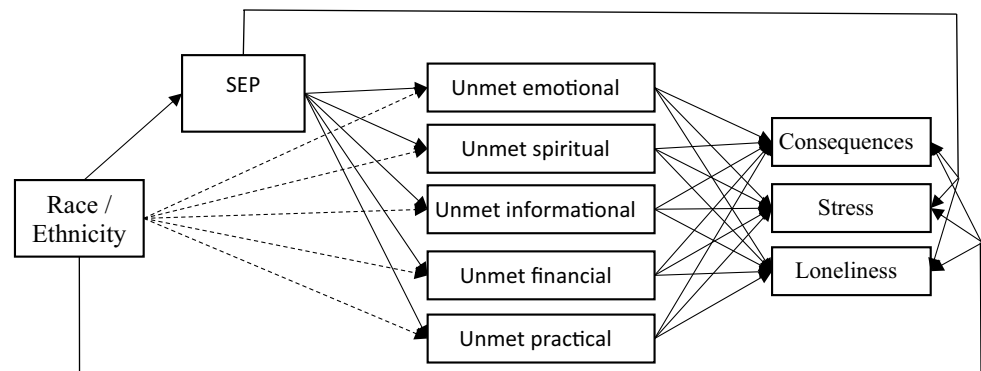 SEP
Race /
Ethnicity
Unmet emotional
Unmet spiritual
Unmet informational
Unmet financial
Unmet practical
Consequences
Stress
Loneliness